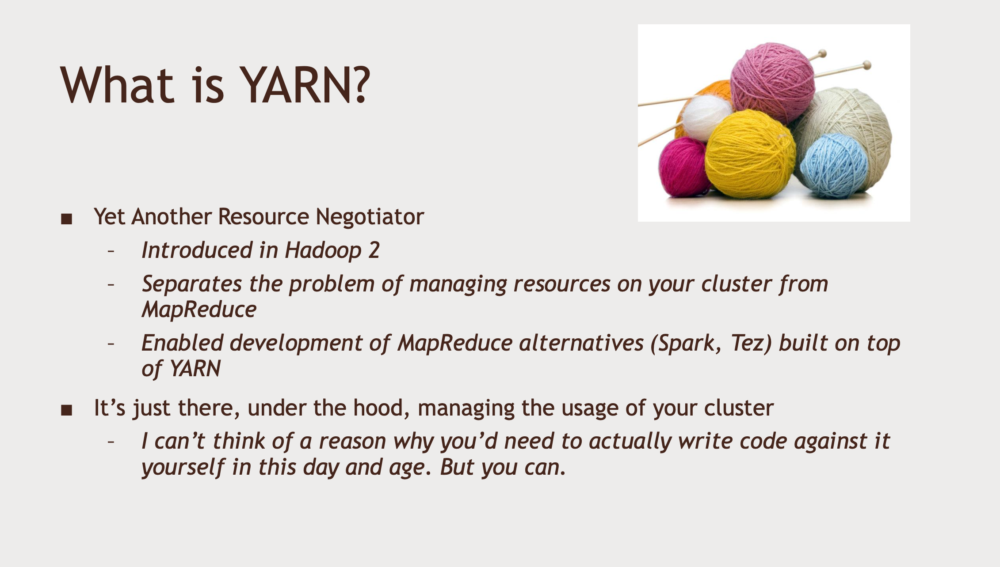 What is YARN?
■ Yet Another Resource Negotiator
– Introduced in Hadoop 2
– Separates the problem of managing resources on your cluster from
MapReduce
– Enabled development of MapReduce alternatives (Spark, Tez) built on top
of YARN
■ It’s just there, under the hood, managing the usage of your cluster
– I can’t think of a reason why you’d need to actually write code against it
yourself in this day and age. But you can.